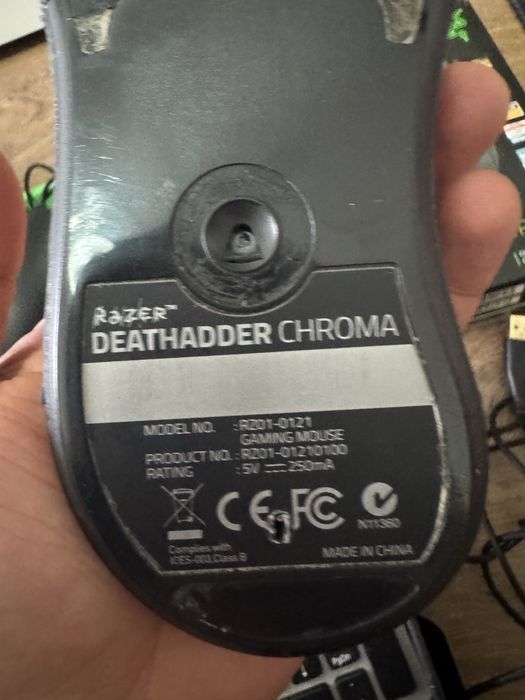 RAZER™
DEATHADDER CHROMA
MODEL NO. : RZ01-0121
GAMING MOUSE
PRODUCT NO. : RZ01-01210100
RATING : 5V ⎓ 250mA
CE FC
N11360
Complies with
ICES-003 Class B
MADE IN CHINA
PgDn